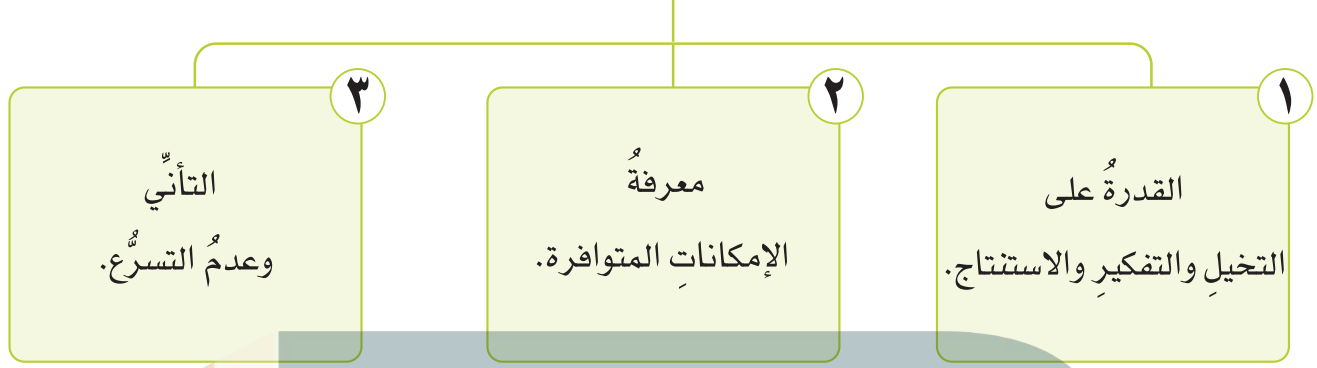 ١
القدرةُ على
التخيلِ والتفكيرِ والاستنتاج.
٢
معرفةُ
الإمكاناتِ المتوافرة.
٣
التأنِّي
وعدمُ التسرُّع.